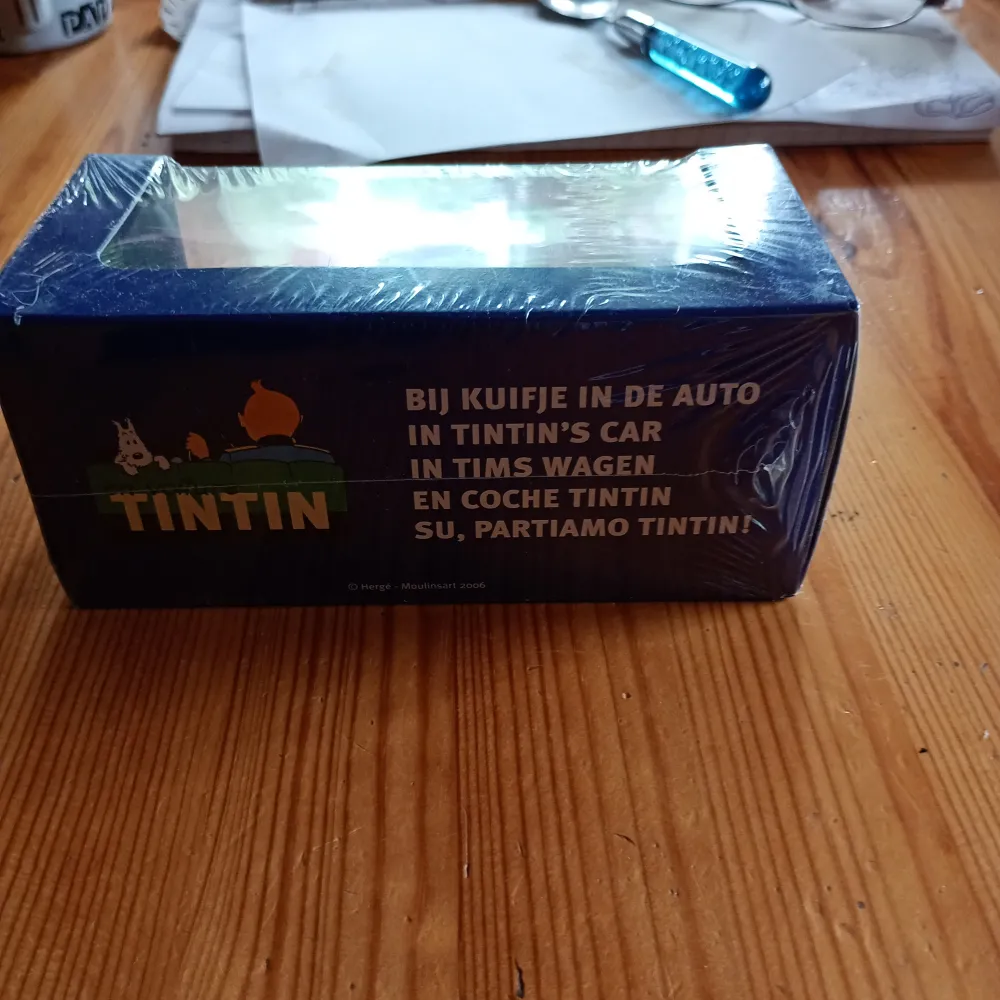 TINTIN
BIJ KUIFJE IN DE AUTO
IN TINTIN'S CAR
IN TIMS WAGEN
EN COCHE TINTIN
SU, PARTIAMO TINTIN!
© Hergé - Moulinsart 2006